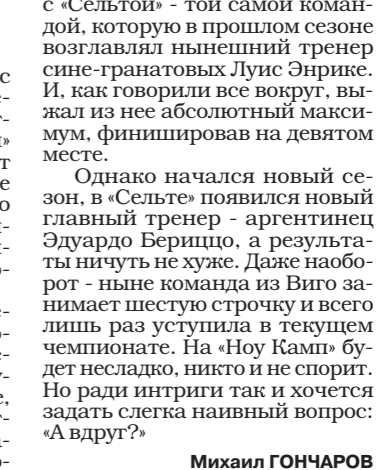 с «Сельтой» - той самой коман-
дой, которую в прошлом сезоне
возглавлял нынешний тренер
сине-гранатовых Луис Энрике.
И, как говорили все вокруг, вы-
жал из нее абсолютный макси-
мум, финишировав на девятом
месте.
Однако начался новый се-
зон, в «Сельте» появился новый
главный тренер - аргентинец
Эдуардо Бериццо, а результа-
ты ничуть не хуже. Даже наобо-
рот - ныне команда из Виго за-
нимает шестую строчку и всего
лишь раз уступила в текущем
чемпионате. На «Ноу Камп» бу-
дет несладко, никто и не спорит.
Но ради интриги так и хочется
задать слегка наивный вопрос:
«А вдруг?»
Михаил ГОНЧАРОВ